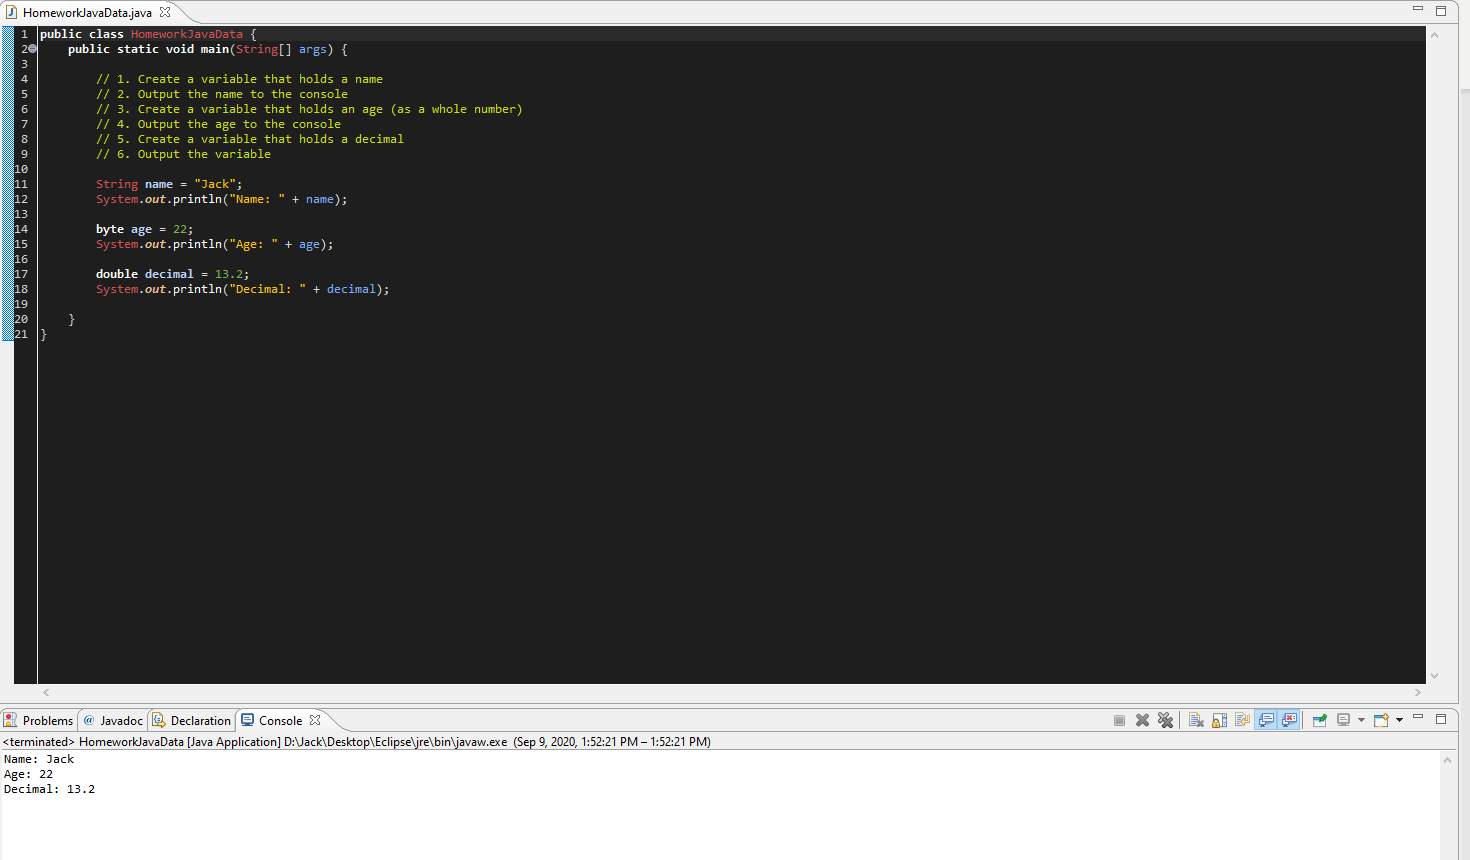 HomeworkJavaData.java
1 public class HomeworkJavaData {
2 public static void main(String[] args) {
3
4 // 1. Create a variable that holds a name
5 // 2. Output the name to the console
6 // 3. Create a variable that holds an age (as a whole number)
7 // 4. Output the age to the console
8 // 5. Create a variable that holds a decimal
9 // 6. Output the variable
10
11 String name = "Jack";
12 System.out.println("Name: " + name);
13
14 byte age = 22;
15 System.out.println("Age: " + age);
16
17 double decimal = 13.2;
18 System.out.println("Decimal: " + decimal);
19
20 }
21 }
Problems @ Javadoc Declaration Console
<terminated> HomeworkJavaData [Java Application] D:\Jack\Desktop\Eclipse\jre\bin\javaw.exe (Sep 9, 2020, 1:52:21 PM – 1:52:21 PM)
Name: Jack
Age: 22
Decimal: 13.2